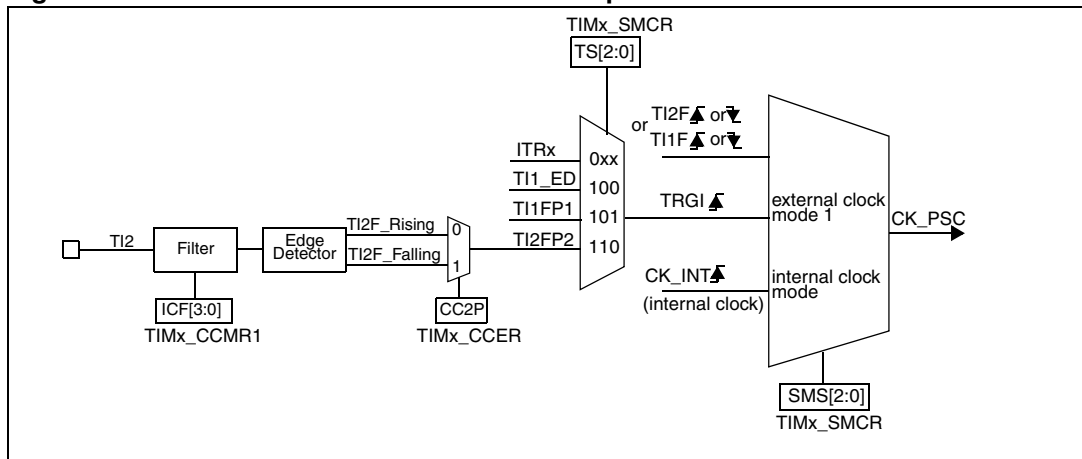 TIMx_SMCR
TS[2:0]
or TI2F or
TI1F or
ITRx
0xx
TI1_ED
100
TRGI
external clock
mode 1
CK_PSC
TI1FP1
101
TI2F_Rising
0
TI2FP2
110
TI2
Filter
Edge
Detector
TI2F_Falling
1
CK_INT
(internal clock)
internal clock
mode
ICF[3:0]
TIMx_CCMR1
CC2P
TIMx_CCER
SMS[2:0]
TIMx_SMCR